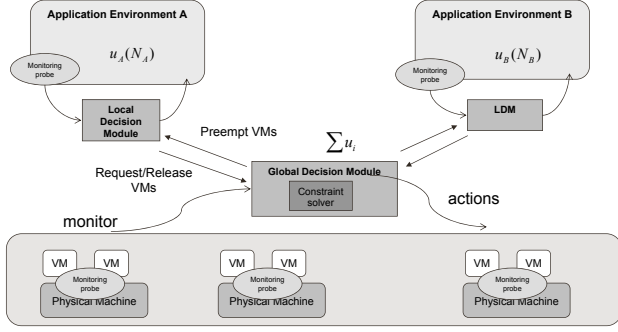 Application Environment A
u_A(N_A)
Monitoring
probe
Local
Decision
Module
Application Environment B
u_B(N_B)
Monitoring
probe
LDM
Preempt VMs
∑u_i
Request/Release
VMs
Global Decision Module
Constraint
solver
monitor
actions
VM
VM
Monitoring
probe
Physical Machine
VM
VM
Monitoring
probe
Physical Machine
VM
VM
Monitoring
probe
Physical Machine